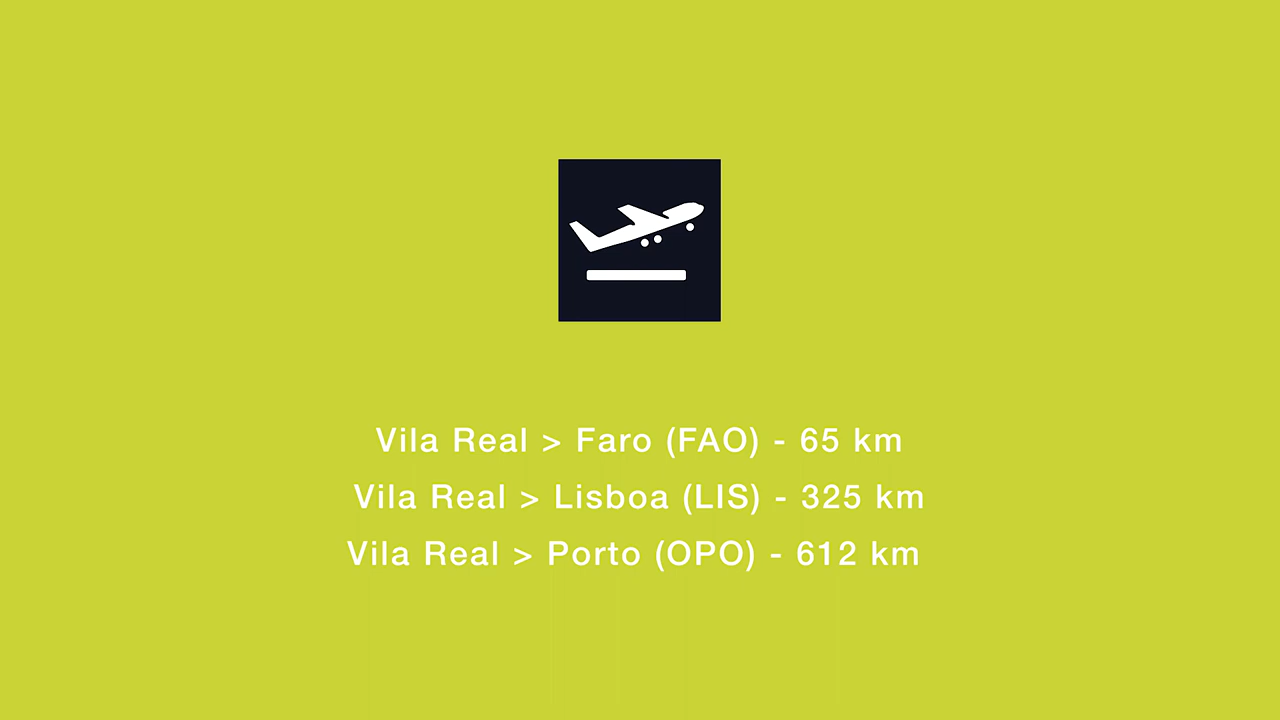 Vila Real > Faro (FAO) - 65 km
Vila Real > Lisboa (LIS) - 325 km
Vila Real > Porto (OPO) - 612 km